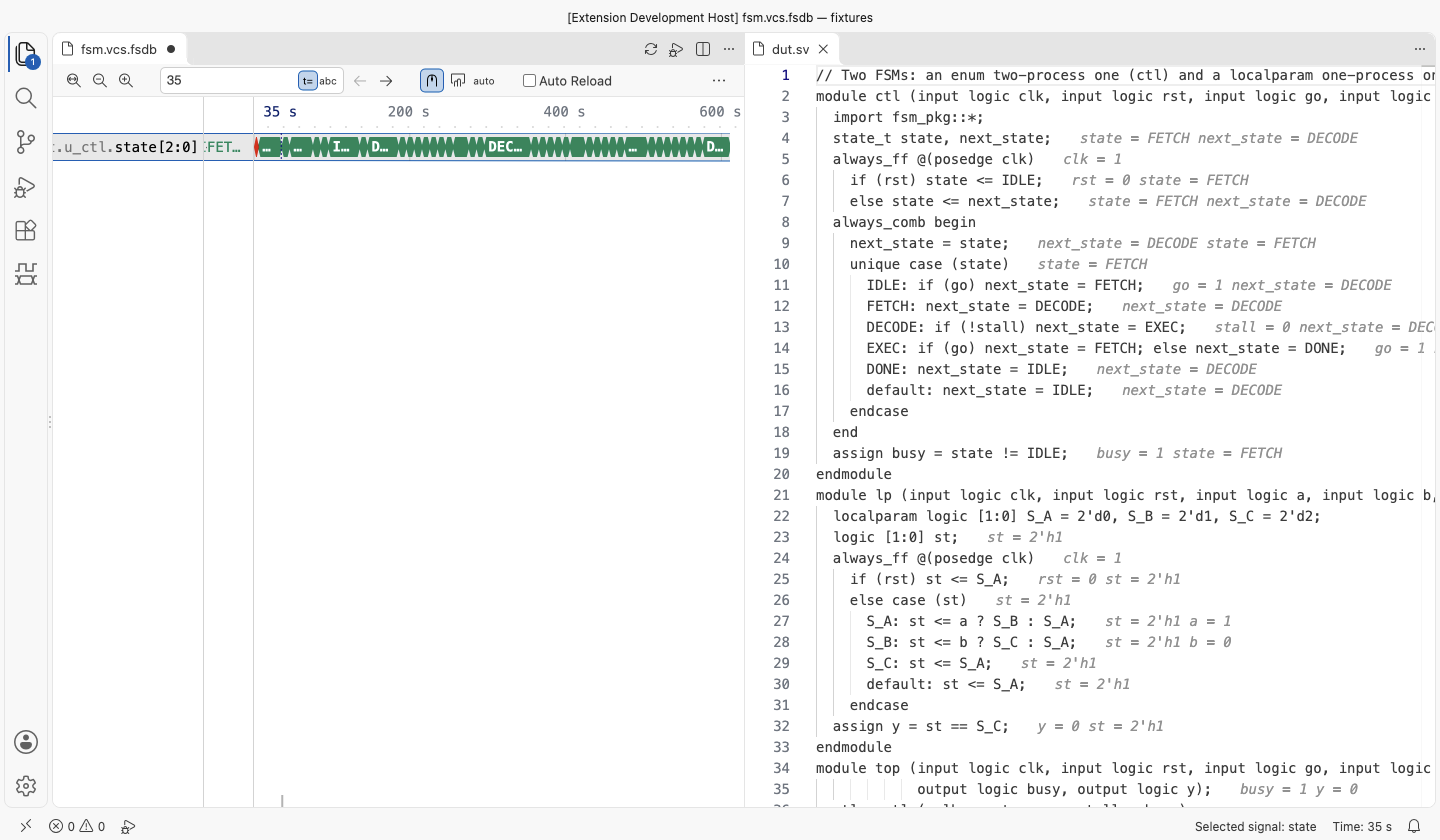 [Extension Development Host] fsm.vcs.fsdb — fixtures
1
fsm.vcs.fsdb
35
t=
abc
auto
Auto Reload
35 s
200 s
400 s
600 s
.u_ctl.state[2:0]
FET…
…
…
I…
D…
DEC…
…
D…
dut.sv
1 // Two FSMs: an enum two-process one (ctl) and a localparam one-process
2 module ctl (input logic clk, input logic rst, input logic go, input logic
3 import fsm_pkg::*;
4 state_t state, next_state; state = FETCH next_state = DECODE
5 always_ff @(posedge clk) clk = 1
6 if (rst) state <= IDLE; rst = 0 state = FETCH
7 else state <= next_state; state = FETCH next_state = DECODE
8 always_comb begin
9 next_state = state; next_state = DECODE state = FETCH
10 unique case (state) state = FETCH
11 IDLE: if (go) next_state = FETCH; go = 1 next_state = DECODE
12 FETCH: next_state = DECODE; next_state = DECODE
13 DECODE: if (!stall) next_state = EXEC; stall = 0 next_state = DEC
14 EXEC: if (go) next_state = FETCH; else next_state = DONE; go = 1
15 DONE: next_state = IDLE; next_state = DECODE
16 default: next_state = IDLE; next_state = DECODE
17 endcase
18 end
19 assign busy = state != IDLE; busy = 1 state = FETCH
20 endmodule
21 module lp (input logic clk, input logic rst, input logic a, input logic b,
22 localparam logic [1:0] S_A = 2'd0, S_B = 2'd1, S_C = 2'd2;
23 logic [1:0] st; st = 2'h1
24 always_ff @(posedge clk) clk = 1
25 if (rst) st <= S_A; rst = 0 st = 2'h1
26 else case (st) st = 2'h1
27 S_A: st <= a ? S_B : S_A; st = 2'h1 a = 1
28 S_B: st <= b ? S_C : S_A; st = 2'h1 b = 0
29 S_C: st <= S_A; st = 2'h1
30 default: st <= S_A; st = 2'h1
31 endcase
32 assign y = st == S_C; y = 0 st = 2'h1
33 endmodule
34 module top (input logic clk, input logic rst, input logic go, input logic
35 output logic busy, output logic y); busy = 1 y = 0
0
0
Selected signal: state
Time: 35 s